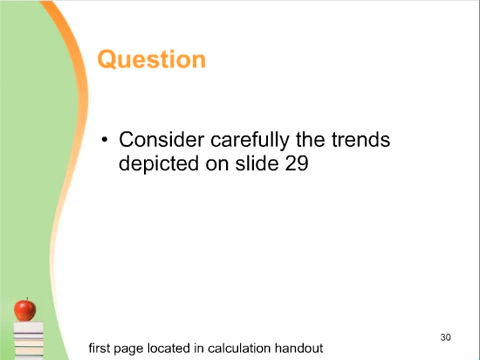 Question
• Consider carefully the trends
depicted on slide 29
30
first page located in calculation handout